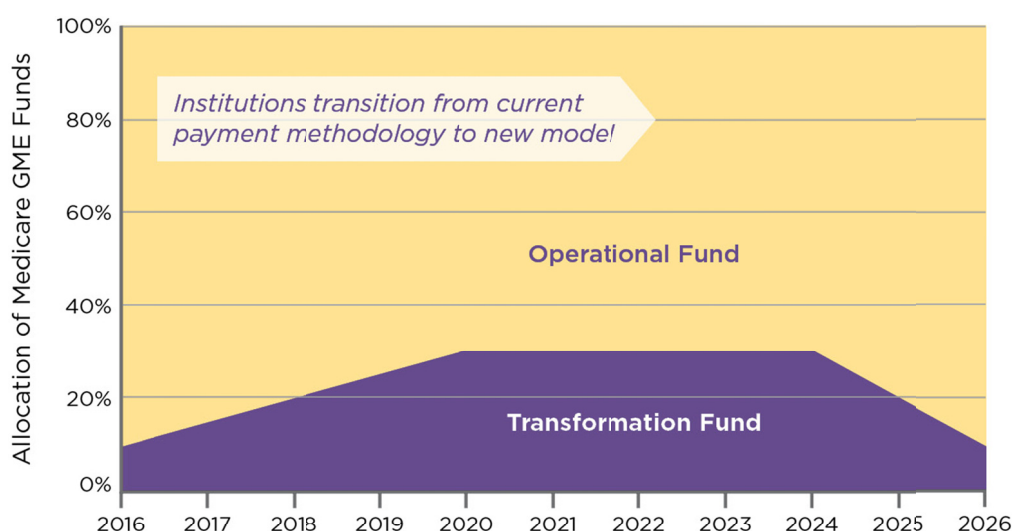 100%
80%
60%
40%
20%
0%
Allocation of Medicare GME Funds
Institutions transition from current
payment methodology to new model
Operational Fund
Transformation Fund
2016 2017 2018 2019 2020 2021 2022 2023 2024 2025 2026